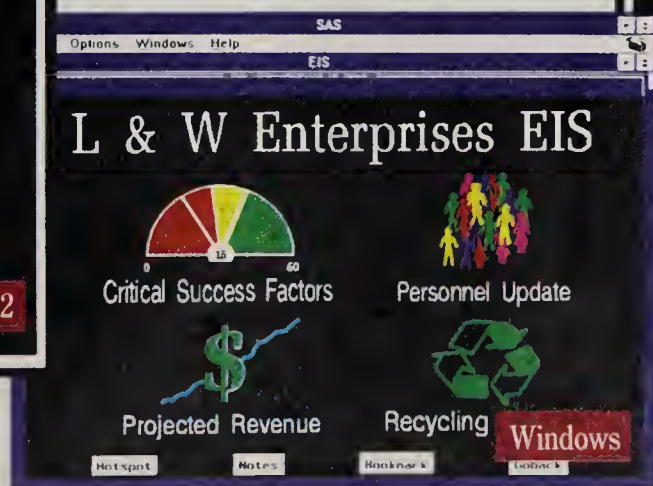 SAS
Options Windows Help
EIS
L & W Enterprises EIS
15
0 60
Critical Success Factors Personnel Update
2
Projected Revenue Recycling
Windows
Hotspot Notes Bookmark Goback